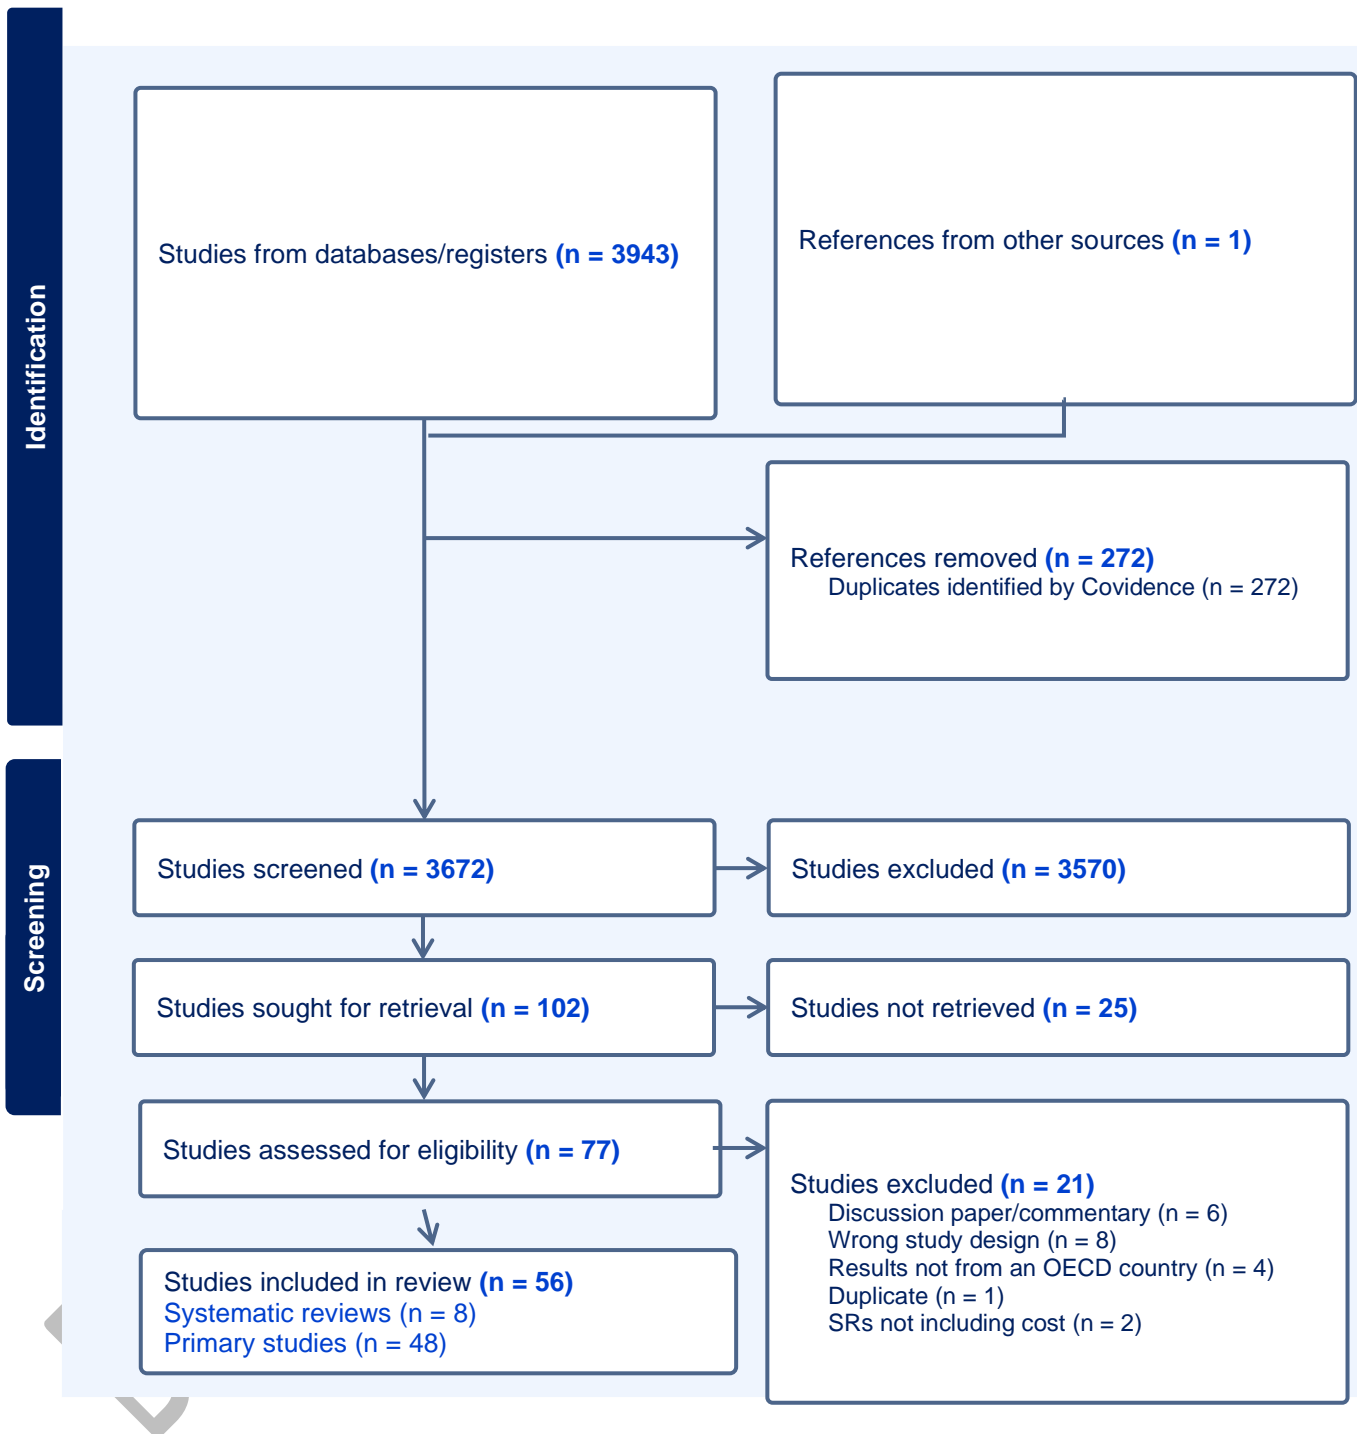 Identification
Studies from databases/registers (n = 3943)
References from other sources (n = 1)
References removed (n = 272)
Duplicates identified by Covidence (n = 272)
Screening
Studies screened (n = 3672)
Studies excluded (n = 3570)
Studies sought for retrieval (n = 102)
Studies not retrieved (n = 25)
Studies assessed for eligibility (n = 77)
Studies excluded (n = 21)
Discussion paper/commentary (n = 6)
Wrong study design (n = 8)
Results not from an OECD country (n = 4)
Duplicate (n = 1)
SRs not including cost (n = 2)
Studies included in review (n = 56)
Systematic reviews (n = 8)
Primary studies (n = 48)